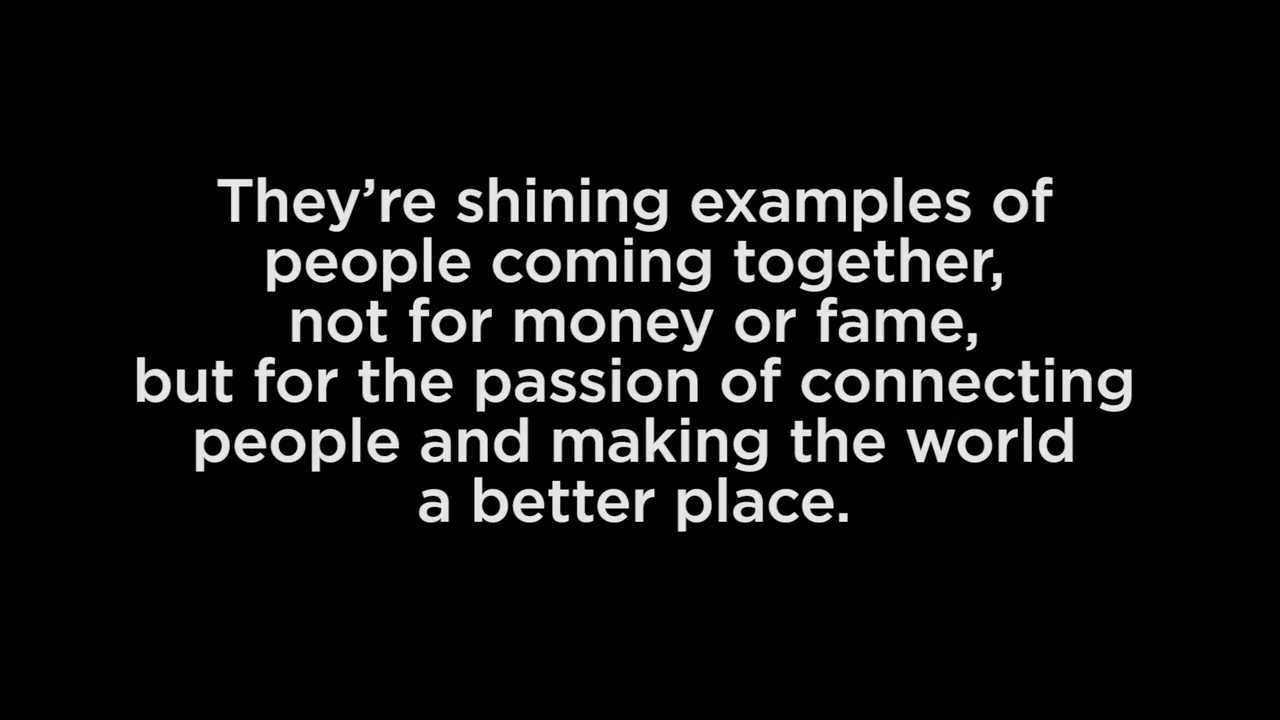 They’re shining examples of
people coming together,
not for money or fame,
but for the passion of connecting
people and making the world
a better place.